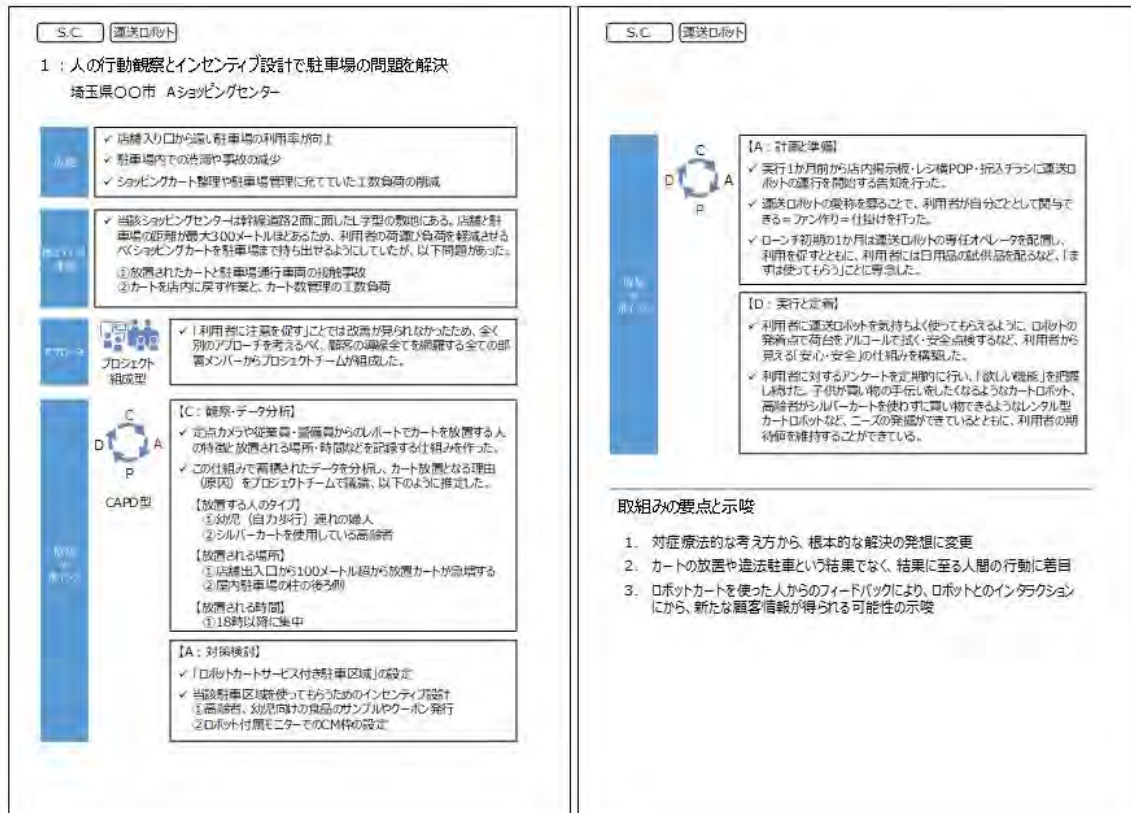 S.C. 運送ロボット
1：人の行動観察とインセンティブ設計で駐車場の問題を解決
埼玉県〇〇市 Aショッピングセンター
✓ 店舗入り口から遠い駐車場の利用率が向上
✓ 駐車場内での渋滞や事故の減少
✓ ショッピングカート整理や駐車場管理に充てていた工数負荷の削減
✓ 当該ショッピングセンターは幹線道路2面に面したL字型の敷地にある。店舗と駐
車場の距離が最大300メートルほどあるため、利用者の荷運び負荷を軽減させる
べくショッピングカートを駐車場まで持ち出せるようにしていたが、以下問題があった。
①放置されたカートと駐車場通行車両の接触事故
②カートを店内に戻す作業と、カート数管理の工数負荷
プロジェクト
組成型
✓ 「利用者に注意を促す」ことでは改善が見られなかったため、全く
別のアプローチを考えるべく、顧客の導線全てを網羅する全ての部
署メンバーからプロジェクトチームが組成した。
C
D A
P
CAPD型
【C：観察・データ分析】
✓ 定点カメラや従業員・警備員からのレポートでカートを放置する人
の特徴と放置される場所・時間などを記録する仕組みを作った。
✓ この仕組みで蓄積されたデータを分析し、カート放置となる理由
（原因）をプロジェクトチームで議論、以下のように推定した。
【放置する人のタイプ】
①幼児（自力歩行）連れの婦人
②シルバーカートを使用している高齢者
【放置される場所】
①店舗出入口から100メートル超から放置カートが急増する
②屋内駐車場の柱の後ろ側
【放置される時間】
①18時以降に集中
【A：対策検討】
✓ 「ロボットカートサービス付き駐車区域」の設定
✓ 当該駐車区域を使ってもらうためのインセンティブ設計
①高齢者、幼児向けの食品のサンプルやクーポン発行
②ロボット付属モニターでのCM枠の設定
S.C. 運送ロボット
C
D A
P
【A：計画と準備】
✓ 実行1か月前から店内掲示板・レジ横POP・折込チラシに運送ロ
ボットの運行を開始する告知を行った。
✓ 運送ロボットの愛称を募ることで、利用者が自分ごととして関与で
きる＝ファン作り＝仕掛けを打った。
✓ ローンチ初期の1か月は運送ロボットの専任オペレータを配置し、
利用を促すとともに、利用者には日用品の試供品を配るなど、「ま
ずは使ってもらう」ことに専念した。
【D：実行と定着】
✓ 利用者に運送ロボットを気持ちよく使ってもらえるように、ロボットの
発着点で荷台をアルコールで拭く・安全点検するなど、利用者から
見える「安心・安全」の仕組みを構築した。
✓ 利用者に対するアンケートを定期的に行い、「欲しい機能」を把握
し続けた。子供が買い物の手伝いをしたくなるようなカートロボット、
高齢者がシルバーカートを使わずに買い物できるようなレンタル型
カートロボットなど、ニーズの発掘ができているとともに、利用者の期
待値を維持することができている。
取組みの要点と示唆
1. 対症療法的な考え方から、根本的な解決の発想に変更
2. カートの放置や違法駐車という結果でなく、結果に至る人間の行動に着目
3. ロボットカートを使った人からのフィードバックにより、ロボットとのインタラクション
にから、新たな顧客情報が得られる可能性の示唆